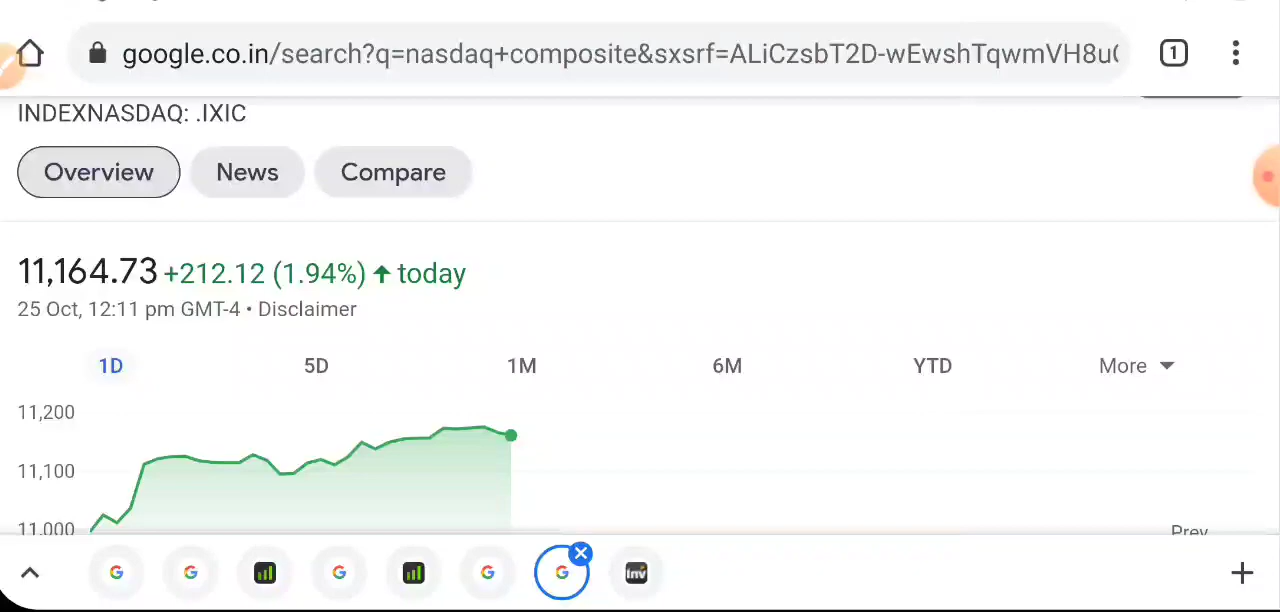 google.co.in/search?q=nasdaq+composite&sxsrf=ALiCzsbT2D-wEwshTqwmVH8u
1
INDEXNASDAQ: .IXIC
Overview News Compare
11,164.73 +212.12 (1.94%) ↑ today
25 Oct, 12:11 pm GMT-4 • Disclaimer
1D 5D 1M 6M YTD More
11,200
11,100
11,000
Prev
G G G G G Inv